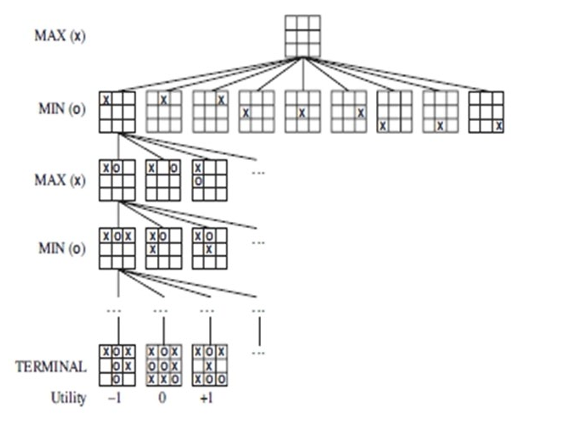 MAX (x)
X X X
MIN (o) X X X
X X X
X O X O X ...
MAX (x) O
X O X X O X O ...
MIN (o) X X
... ... ... ...
X O X X O X X O X ...
TERMINAL O X O O X X
O X X O X O O
Utility –1 0 +1